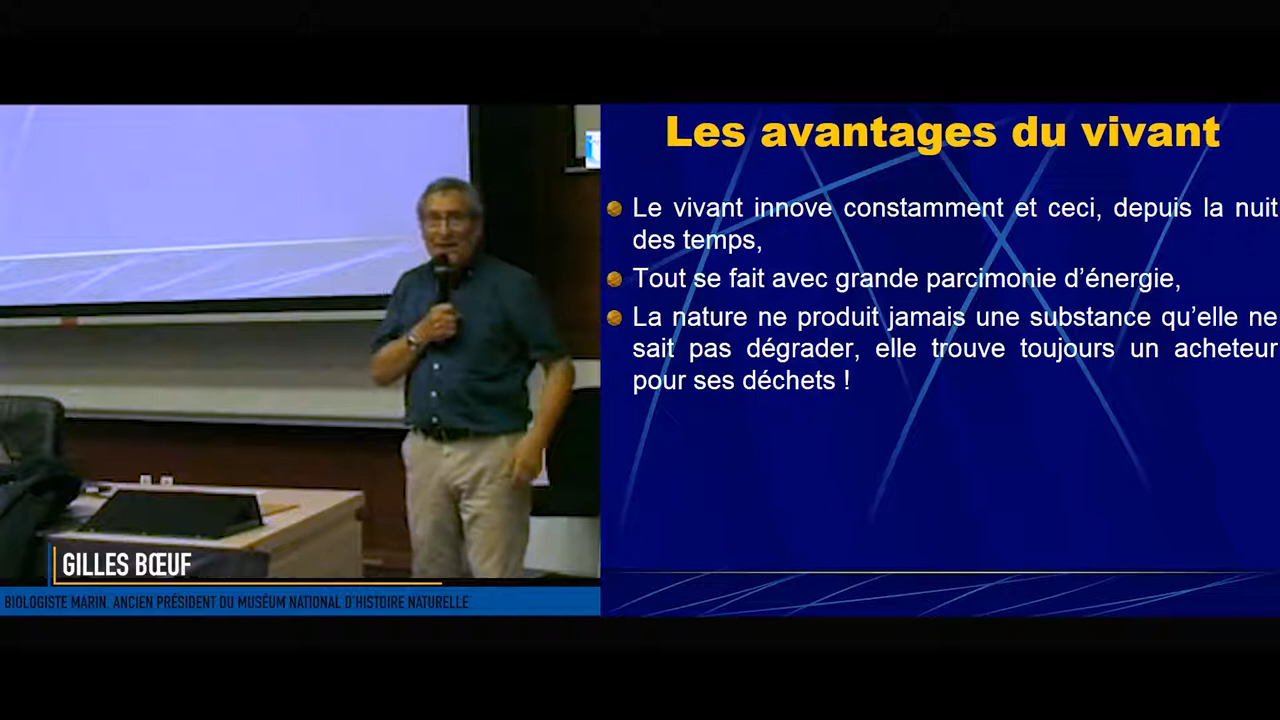 Les avantages du vivant
Le vivant innove constamment et ceci, depuis la nuit
des temps,
Tout se fait avec grande parcimonie d’énergie,
La nature ne produit jamais une substance qu’elle ne
sait pas dégrader, elle trouve toujours un acheteur
pour ses déchets !
GILLES BŒUF
BIOLOGISTE MARIN. ANCIEN PRÉSIDENT DU MUSÉUM NATIONAL D’HISTOIRE NATURELLE